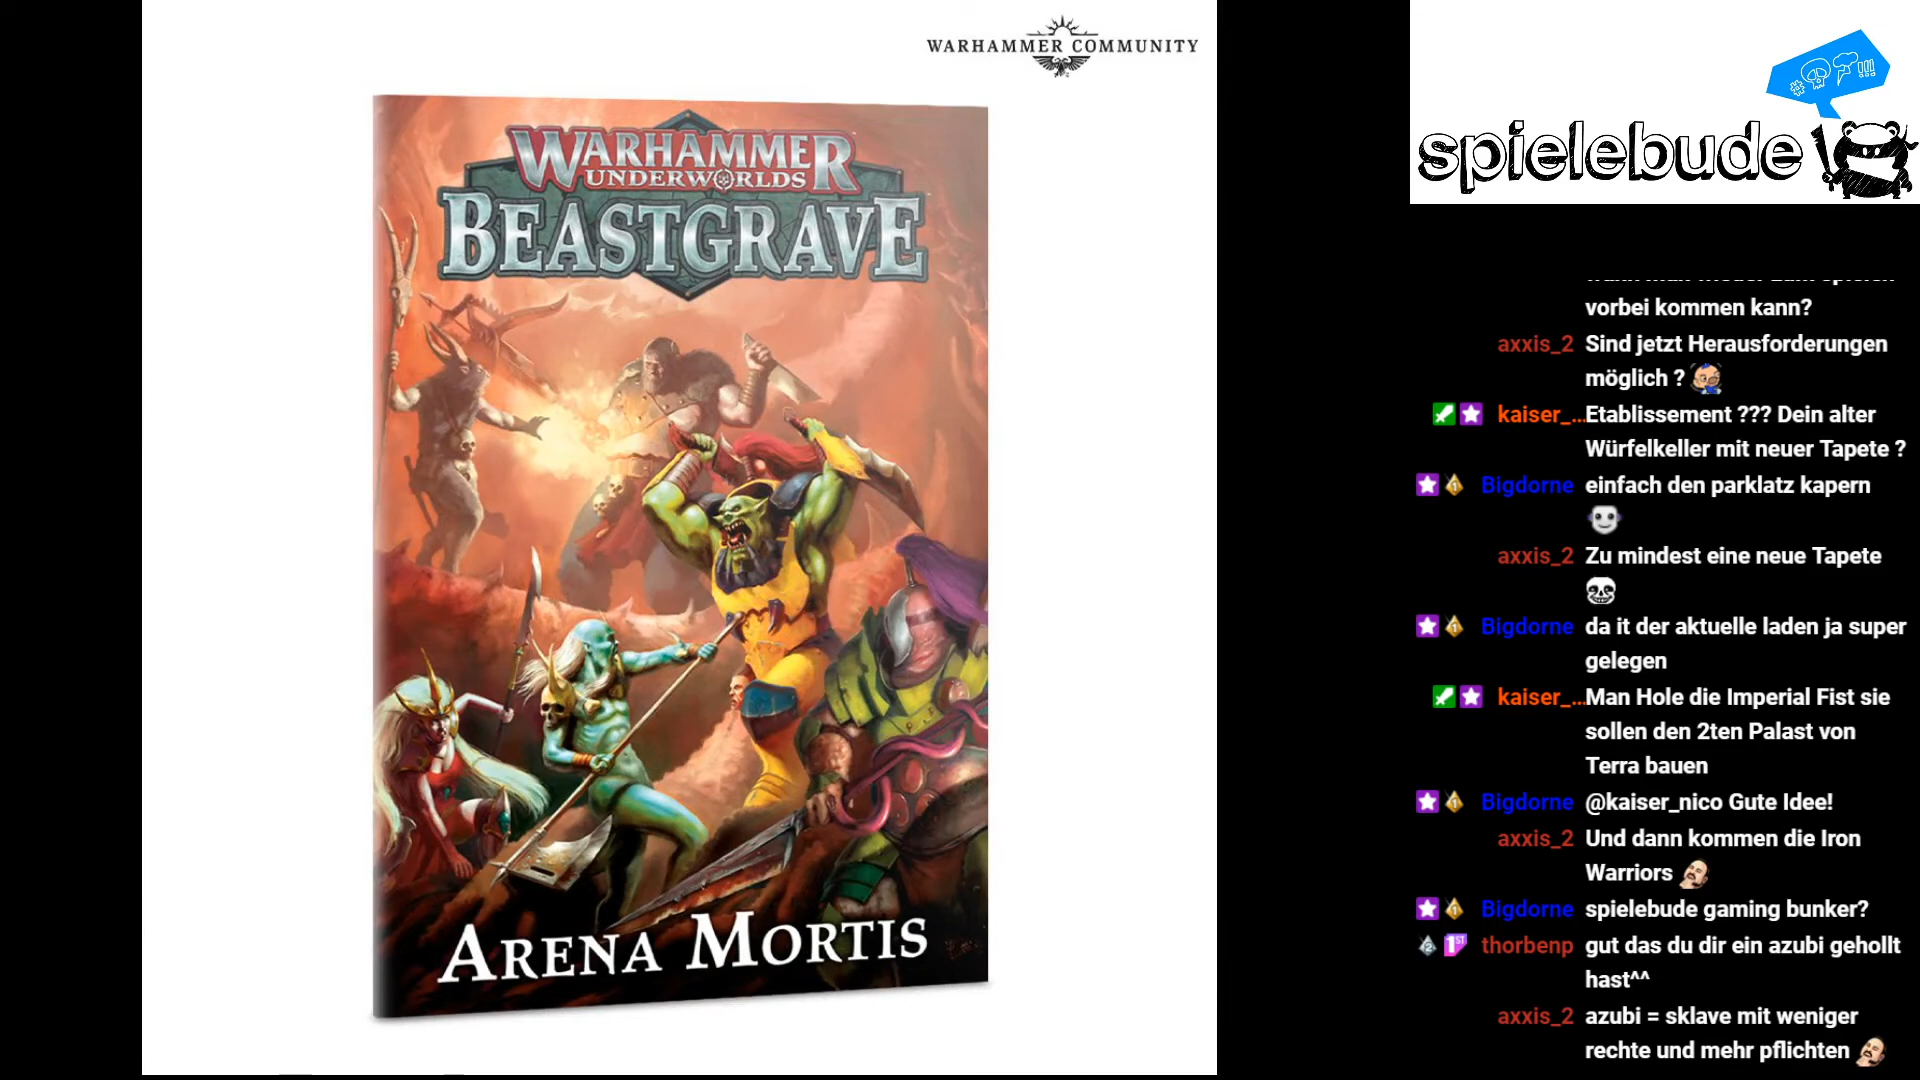 WARHAMMER COMMUNITY
WARHAMMER
UNDERWORLDS
BEASTGRAVE
ARENA MORTIS
spielebude
vorbei kommen kann?
axxis_2 Sind jetzt Herausforderungen
möglich ?
kaiser_... Etablissement ??? Dein alter
Würfelkeller mit neuer Tapete ?
Bigdorne einfach den parklatz kapern
axxis_2 Zu mindest eine neue Tapete
Bigdorne da it der aktuelle laden ja super
gelegen
kaiser_... Man Hole die Imperial Fist sie
sollen den 2ten Palast von
Terra bauen
Bigdorne @kaiser_nico Gute Idee!
axxis_2 Und dann kommen die Iron
Warriors
Bigdorne spielebude gaming bunker?
1ST thorbenp gut das du dir ein azubi gehollt
hast^^
axxis_2 azubi = sklave mit weniger
rechte und mehr pflichten